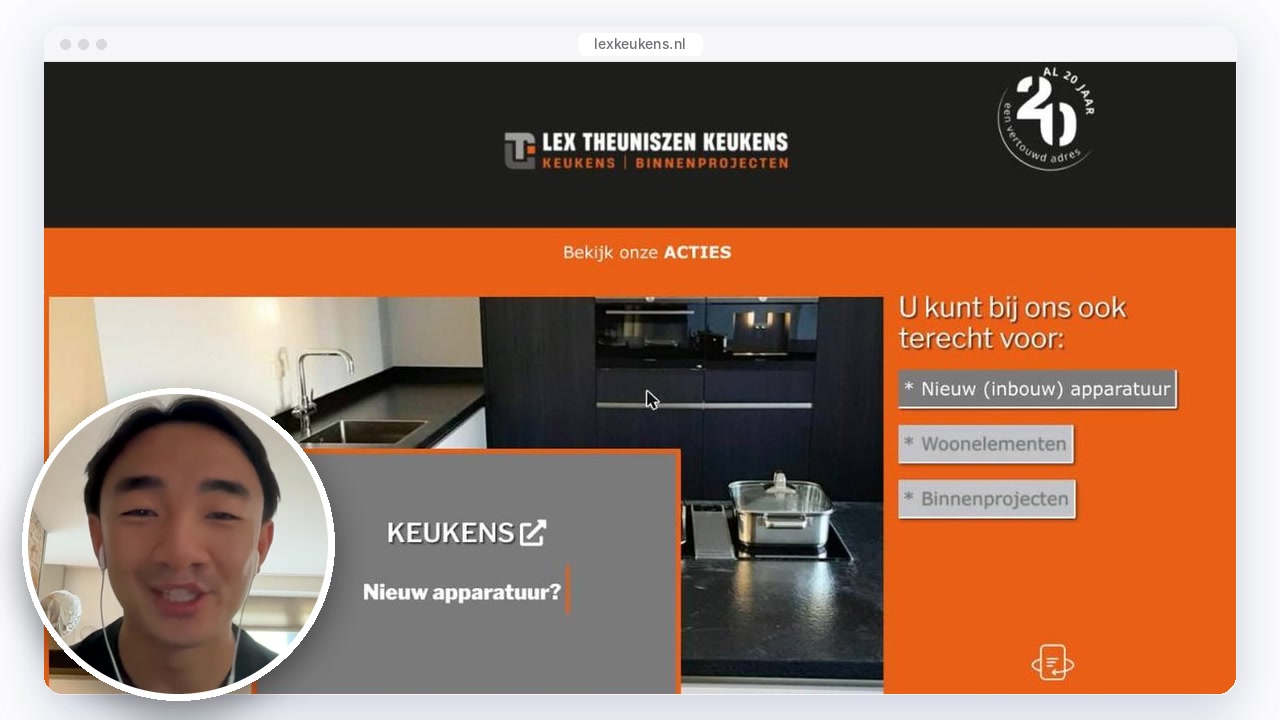 lexkeukens.nl
AL 20 JAAR
20
een vertouwd adres
LEX THEUNISZEN KEUKENS
KEUKENS | BINNENPROJECTEN
Bekijk onze ACTIES
U kunt bij ons ook
terecht voor:
* Nieuw (inbouw) apparatuur
* Woonelementen
* Binnenprojecten
KEUKENS
Nieuw apparatuur?